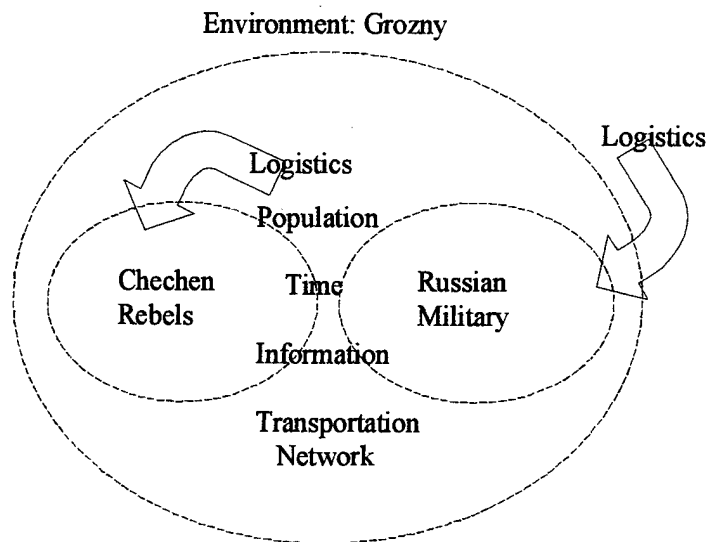 Environment: Grozny
Logistics
Logistics
Population
Chechen
Rebels
Time
Russian
Military
Information
Transportation
Network